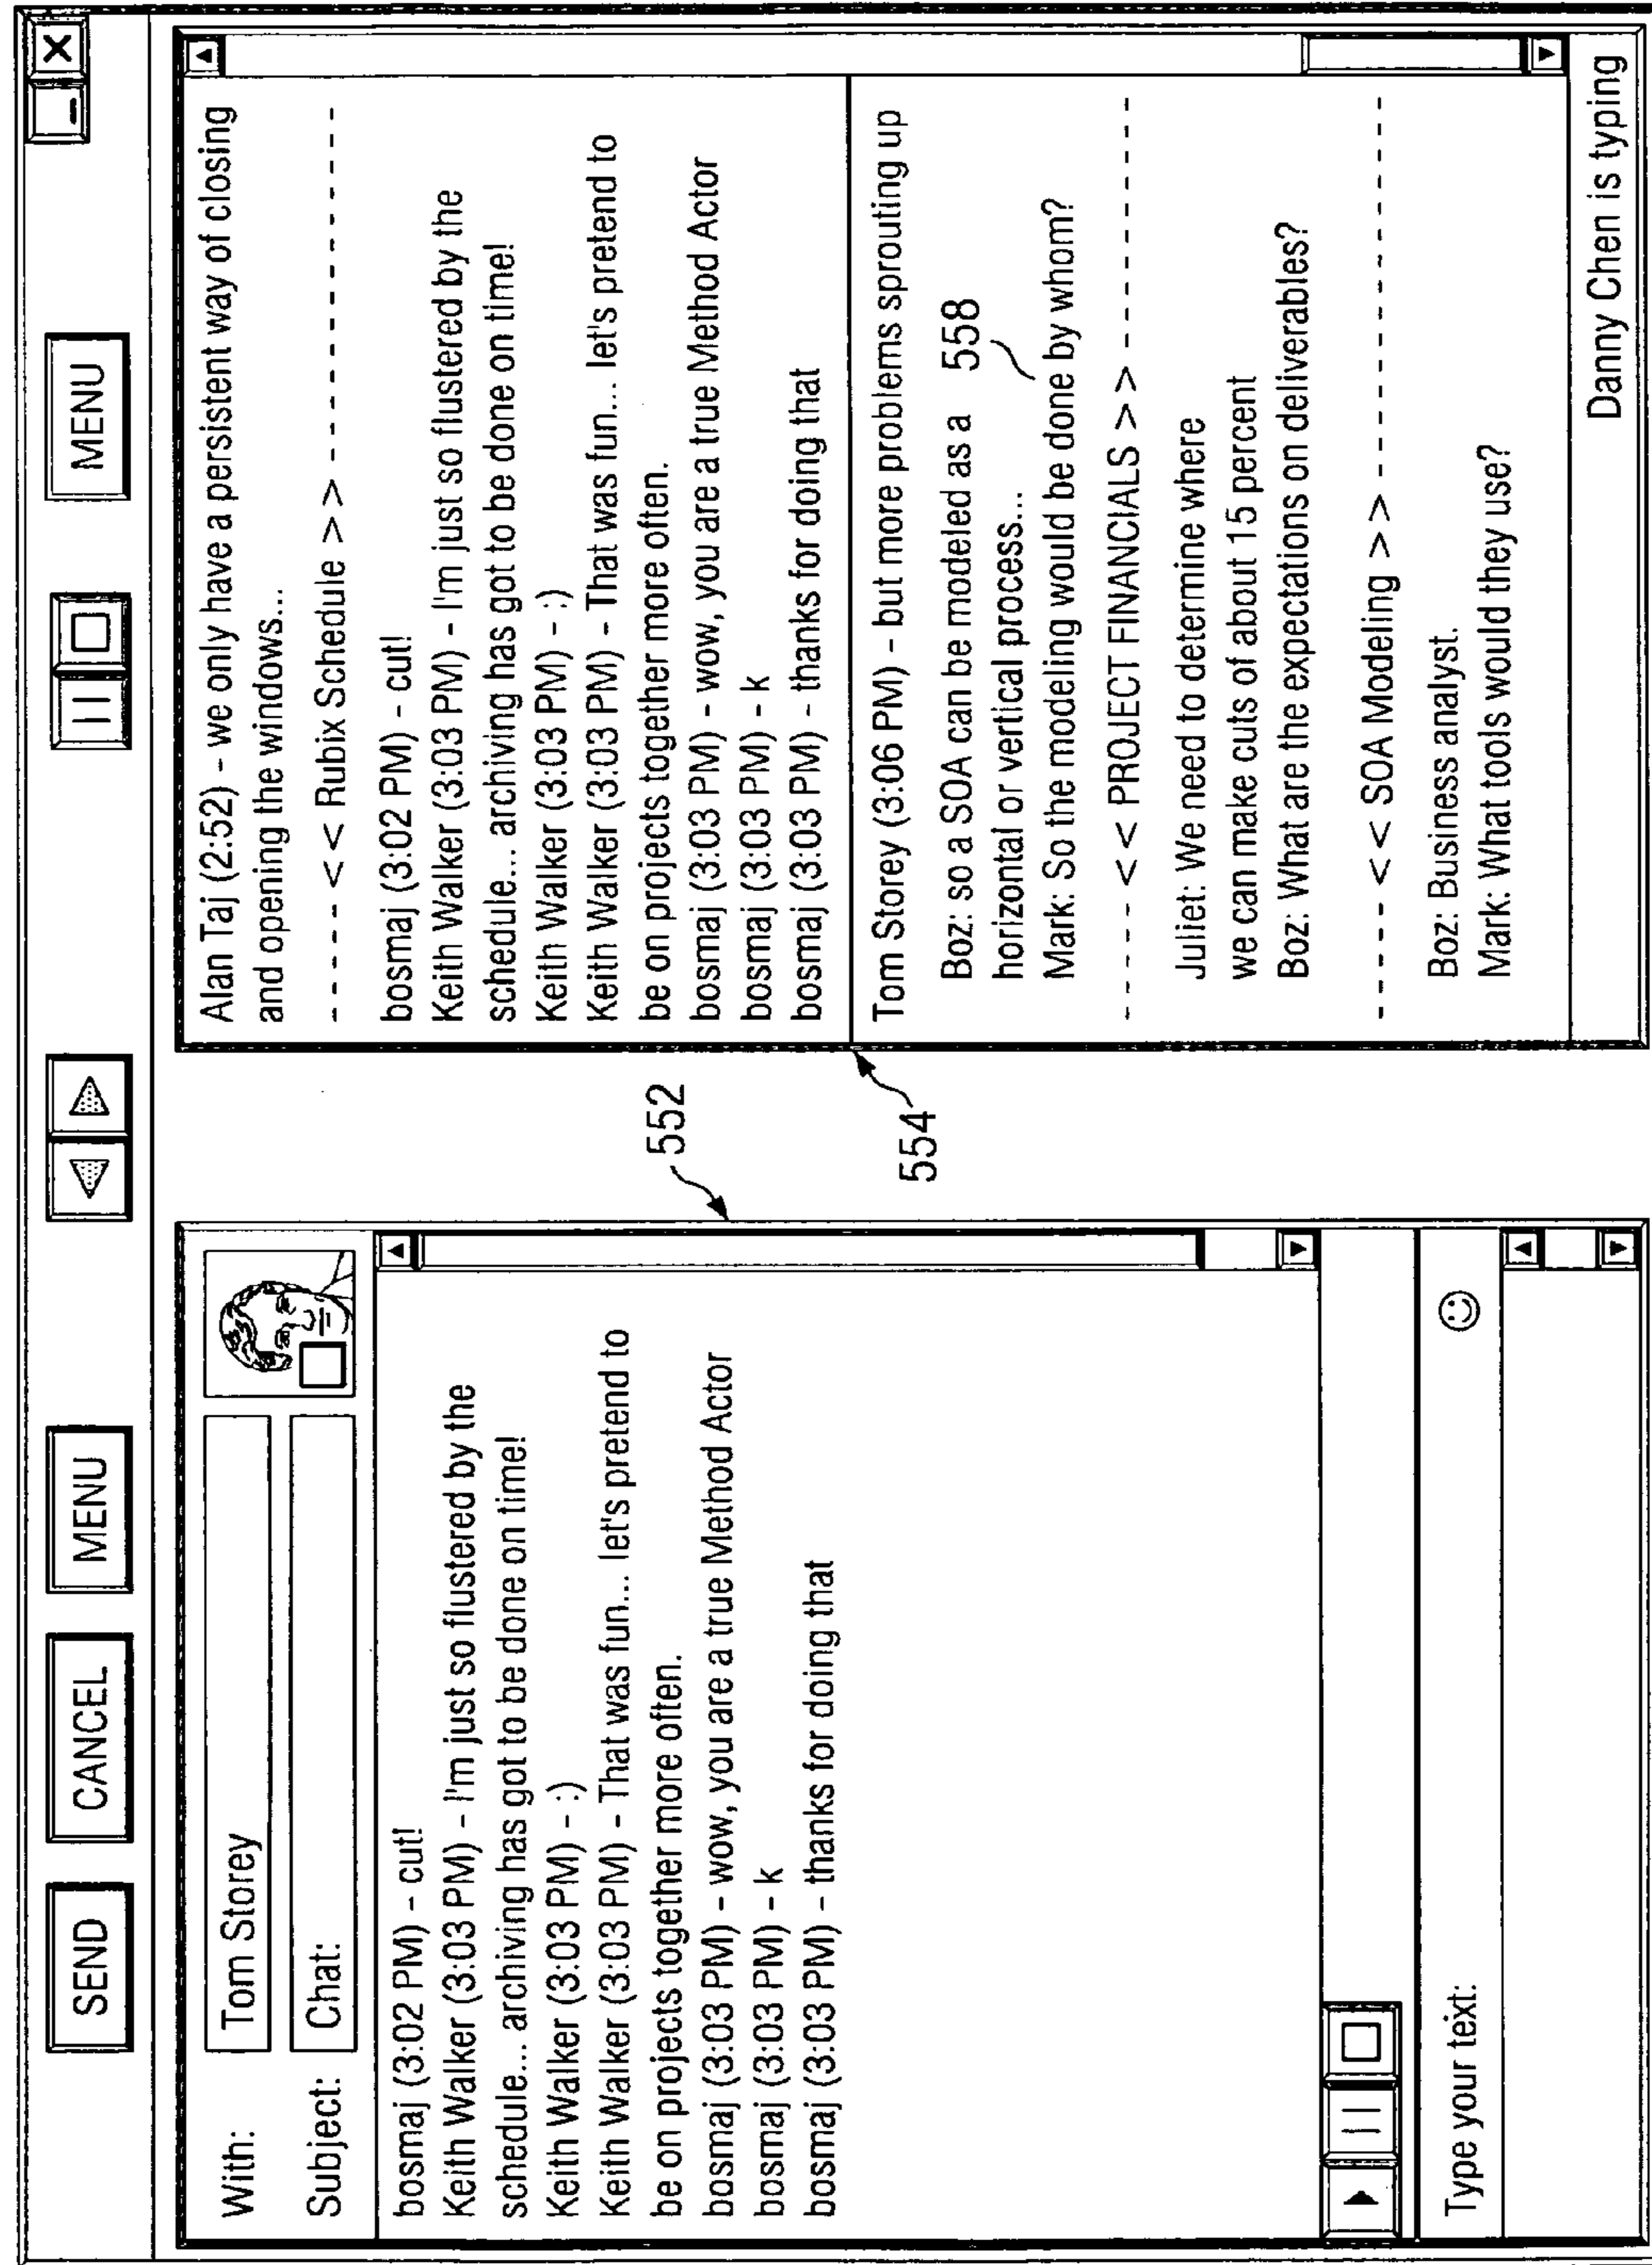 SEND
CANCEL
MENU
MENU
With: Tom Storey
Subject: Chat:
bosmaj (3:02 PM) – cut!
Keith Walker (3:03 PM) – I'm just so flustered by the
schedule... archiving has got to be done on time!
Keith Walker (3:03 PM) – :)
Keith Walker (3:03 PM) – That was fun... let's pretend to
be on projects together more often.
bosmaj (3:03 PM) – wow, you are a true Method Actor
bosmaj (3:03 PM) – k
bosmaj (3:03 PM) – thanks for doing that
Type your text:
552
554
Alan Taj (2:52) – we only have a persistent way of closing
and opening the windows...
----- < < Rubix Schedule > > ------------------
bosmaj (3:02 PM) – cut!
Keith Walker (3:03 PM) – I'm just so flustered by the
schedule... archiving has got to be done on time!
Keith Walker (3:03 PM) – :)
Keith Walker (3:03 PM) – That was fun... let's pretend to
be on projects together more often.
bosmaj (3:03 PM) – wow, you are a true Method Actor
bosmaj (3:03 PM) – k
bosmaj (3:03 PM) – thanks for doing that
Tom Storey (3:06 PM) – but more problems sprouting up
Boz: so a SOA can be modeled as a
558
horizontal or vertical process...
Mark: So the modeling would be done by whom?
----- < < PROJECT FINANCIALS > > ------------
Juliet: We need to determine where
we can make cuts of about 15 percent
Boz: What are the expectations on deliverables?
----- < < SOA Modeling > > ------------------
Boz: Business analyst.
Mark: What tools would they use?
Danny Chen is typing